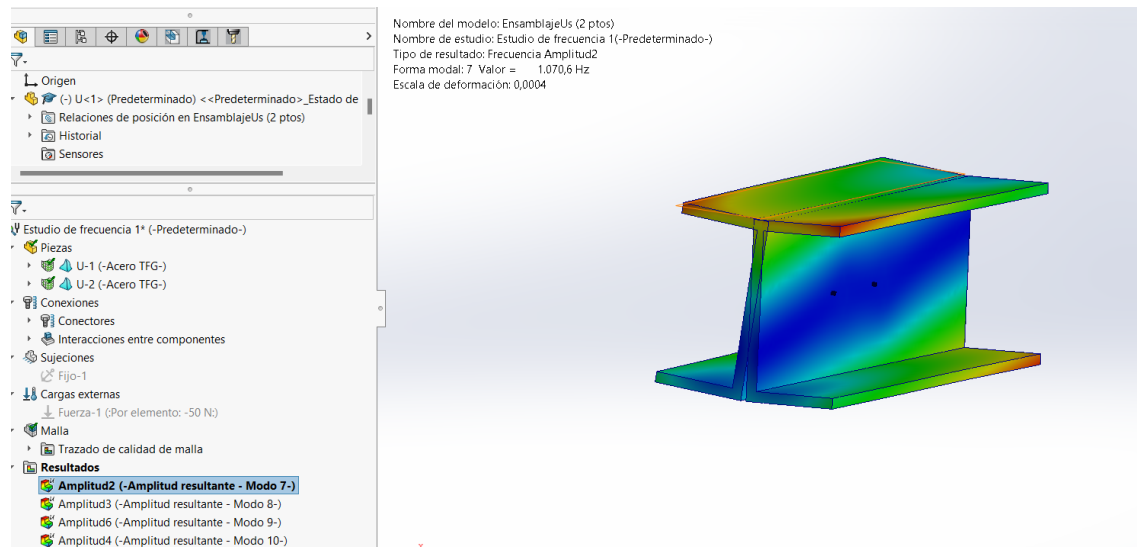 Origen
(-) U<1> (Predeterminado) <<Predeterminado>_Estado de
Relaciones de posición en EnsamblajeUs (2 ptos)
Historial
Sensores
Estudio de frecuencia 1* (-Predeterminado-)
Piezas
U-1 (-Acero TFG-)
U-2 (-Acero TFG-)
Conexiones
Conectores
Interacciones entre componentes
Sujeciones
Fijo-1
Cargas externas
Fuerza-1 (:Por elemento: -50 N:)
Malla
Trazado de calidad de malla
Resultados
Amplitud2 (-Amplitud resultante - Modo 7-)
Amplitud3 (-Amplitud resultante - Modo 8-)
Amplitud6 (-Amplitud resultante - Modo 9-)
Amplitud4 (-Amplitud resultante - Modo 10-)
Nombre del modelo: EnsamblajeUs (2 ptos)
Nombre de estudio: Estudio de frecuencia 1(-Predeterminado-)
Tipo de resultado: Frecuencia Amplitud2
Forma modal: 7 Valor = 1.070,6 Hz
Escala de deformación: 0,0004